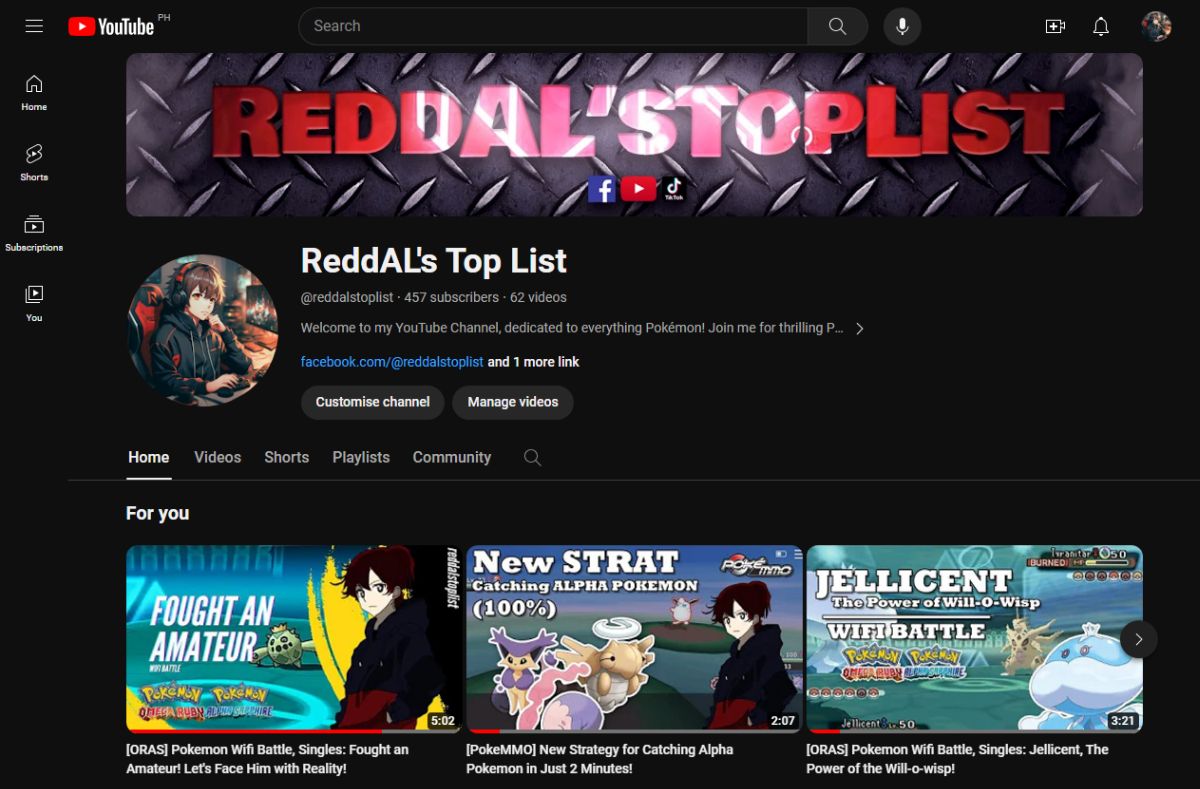 YouTube PH
Search
Home
Shorts
Subscriptions
You
REDDAL'S TOP LIST
TikTok
ReddAL's Top List
@reddalstoplist · 457 subscribers · 62 videos
Welcome to my YouTube Channel, dedicated to everything Pokémon! Join me for thrilling P...
facebook.com/@reddalstoplist and 1 more link
Customise channel
Manage videos
Home
Videos
Shorts
Playlists
Community
For you
reddalstoplist
FOUGHT AN
AMATEUR
WIFI BATTLE
POKéMON POKéMON
OMEGA RUBY ALPHA SAPPHIRE
5:02
New STRAT
Catching ALPHA POKEMON
(100%)
POKéMMO
2:07
Tyranitar 50
BURNED HP
JELLICENT
The Power of Will-O-Wisp
WIFI BATTLE
POKéMON POKéMON
OMEGA RUBY ALPHA SAPPHIRE
Jellicent Lv.50
3:21
[ORAS] Pokemon Wifi Battle, Singles: Fought an
Amateur! Let's Face Him with Reality!
[PokeMMO] New Strategy for Catching Alpha
Pokemon in Just 2 Minutes!
[ORAS] Pokemon Wifi Battle, Singles: Jellicent, The
Power of the Will-o-wisp!